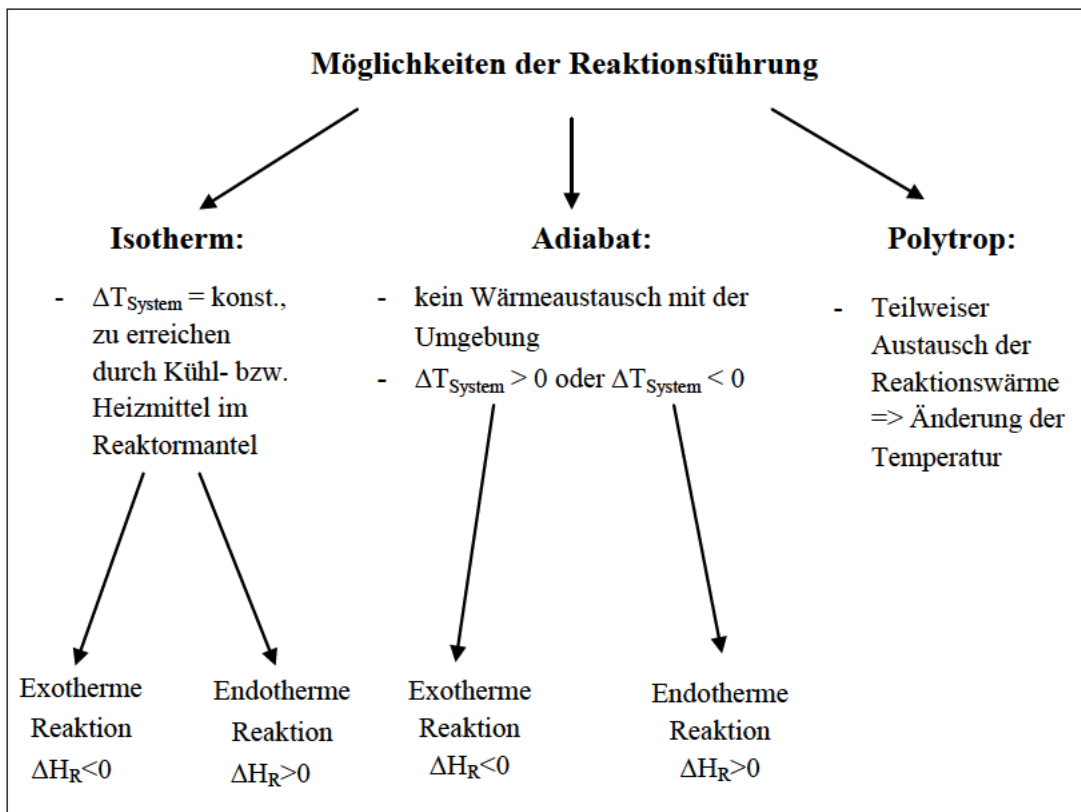 Möglichkeiten der Reaktionsführung
Isotherm:
- ΔT_System = konst.,
zu erreichen
durch Kühl- bzw.
Heizmittel im
Reaktormantel
Adiabat:
- kein Wärmeaustausch mit der
Umgebung
- ΔT_System > 0 oder ΔT_System < 0
Polytrop:
- Teilweiser
Austausch der
Reaktionswärme
=> Änderung der
Temperatur
Exotherme
Reaktion
ΔH_R<0
Endotherme
Reaktion
ΔH_R>0
Exotherme
Reaktion
ΔH_R<0
Endotherme
Reaktion
ΔH_R>0